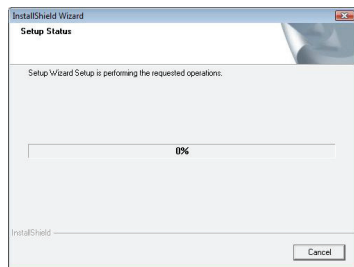 InstallShield Wizard
Setup Status
Setup Wizard Setup is performing the requested operations.
0%
InstallShield
Cancel